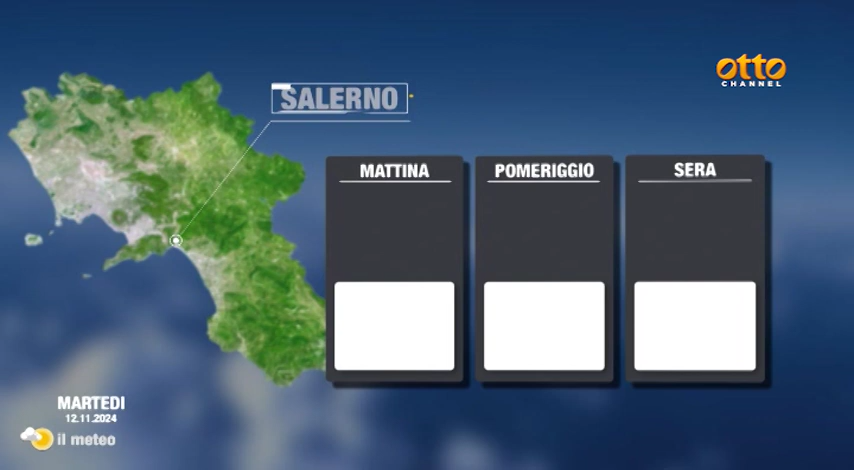 otto
CHANNEL
SALERNO
MATTINA
POMERIGGIO
SERA
MARTEDI
12.11.2024
il meteo